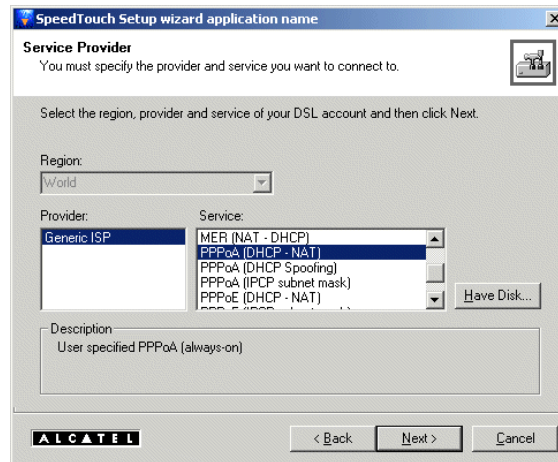 SpeedTouch Setup wizard application name
Service Provider
You must specify the provider and service you want to connect to.
Select the region, provider and service of your DSL account and then click Next.
Region:
World
Provider:
Service:
Generic ISP
MER (NAT - DHCP)
PPPoA (DHCP - NAT)
PPPoA (DHCP Spoofing)
PPPoA (IPCP subnet mask)
PPPoE (DHCP - NAT)
Have Disk...
Description
User specified PPPoA (always-on)
ALCATEL
< Back
Next >
Cancel